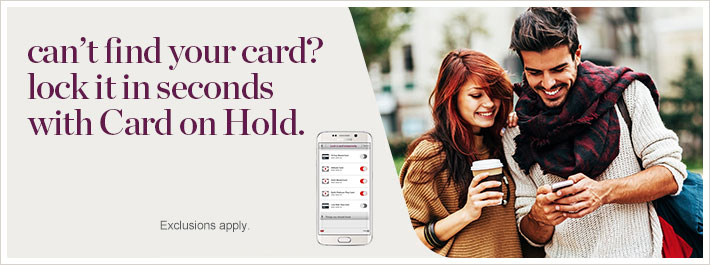 can't find your card?
lock it in seconds
with Card on Hold.
Exclusions apply.